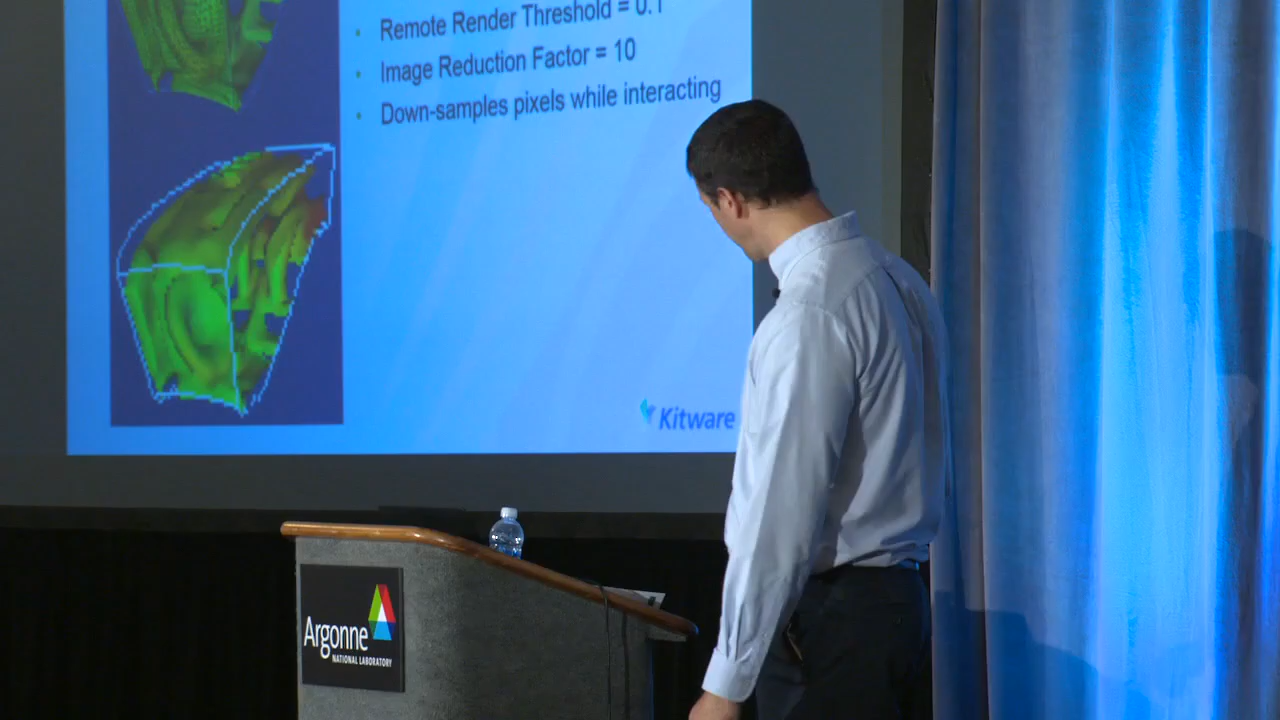 Remote Render Threshold = 0.1
Image Reduction Factor = 10
Down-samples pixels while interacting
Kitware
Argonne
NATIONAL LABORATORY